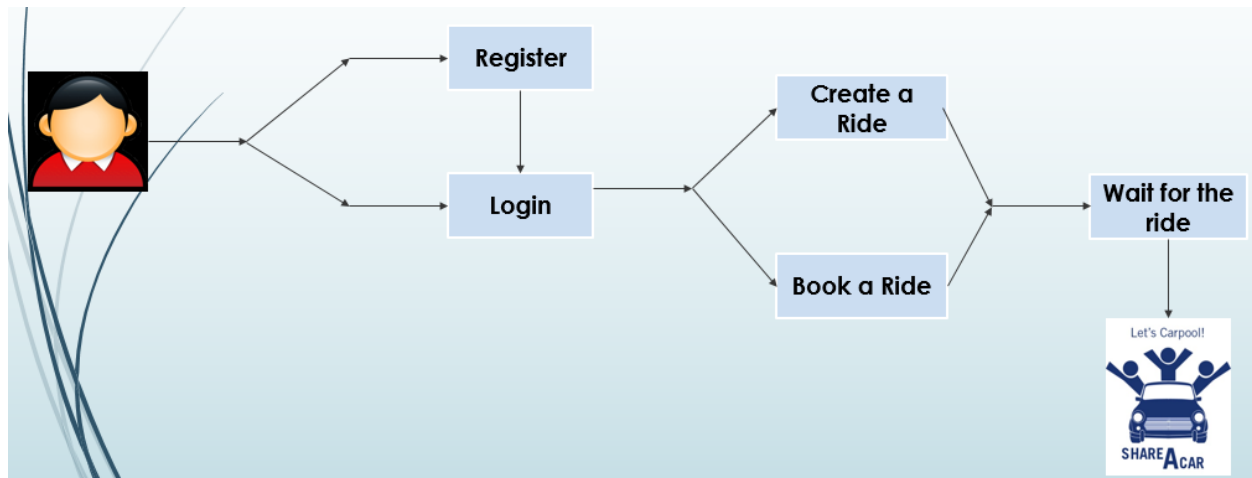 Register
Create a
Ride
Login
Wait for the
ride
Book a Ride
Let's Carpool!
SHARE A CAR